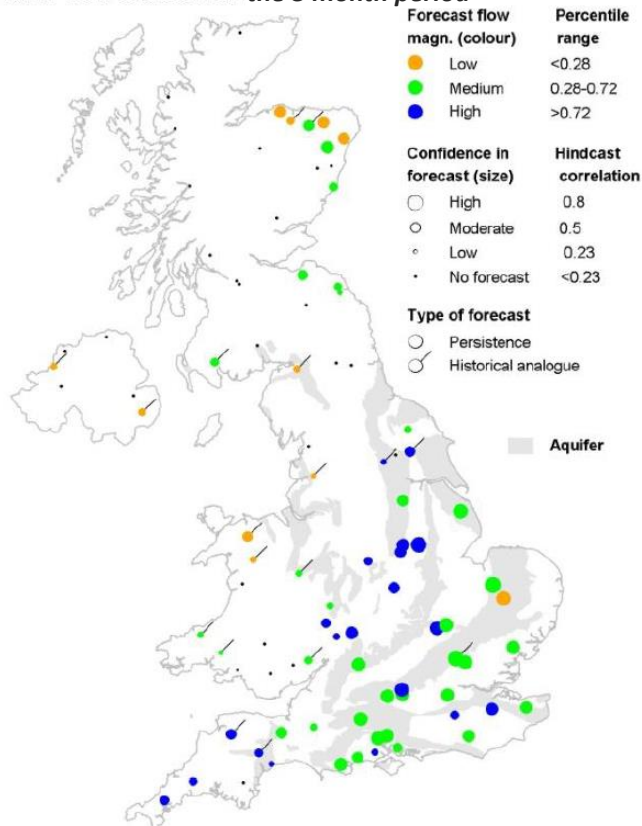 the 3 month period
Forecast flow Percentile
magn. (colour) range
Low <0.28
Medium 0.28-0.72
High >0.72
Confidence in Hindcast
forecast (size) correlation
High 0.8
Moderate 0.5
Low 0.23
No forecast <0.23
Type of forecast
Persistence
Historical analogue
Aquifer